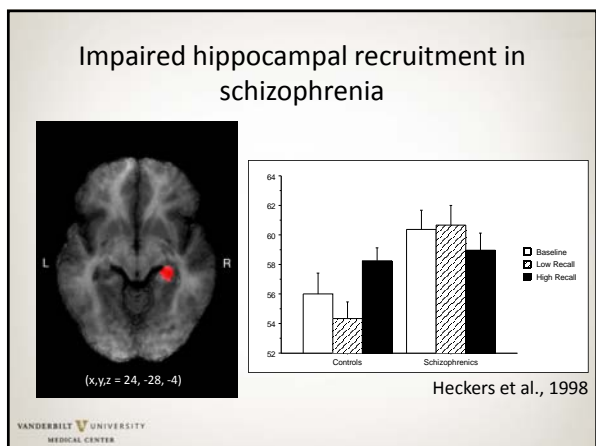 Impaired hippocampal recruitment in
schizophrenia
L
R
(x,y,z = 24, -28, -4)
64
62
60
58
56
54
52
Controls
Schizophrenics
Baseline
Low Recall
High Recall
Heckers et al., 1998
VANDERBILT V UNIVERSITY
MEDICAL CENTER